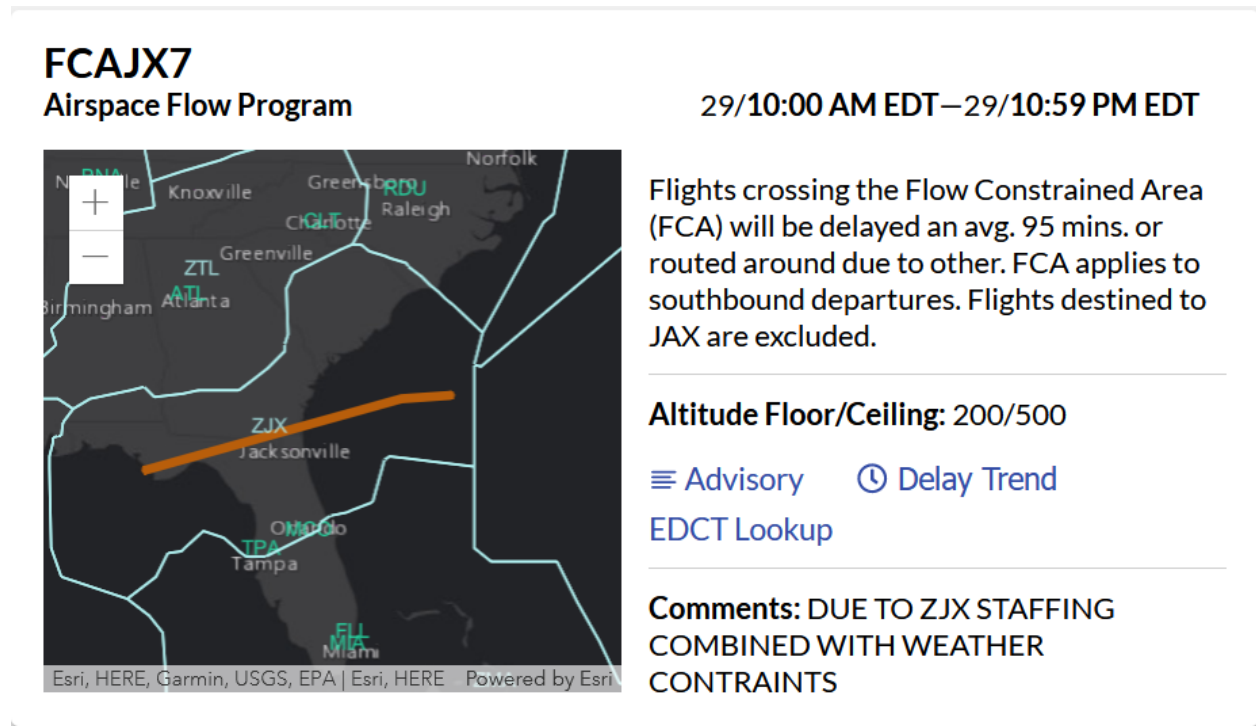 FCAJX7
Airspace Flow Program
29/10:00 AM EDT—29/10:59 PM EDT
Norfolk
BNA
Knoxville
Greensboro
RDU
Raleigh
CLT
Charlotte
Greenville
ZTL
ATL
Atlanta
Birmingham
ZJX
Jacksonville
Orlando
MCO
TPA
Tampa
FLL
MIA
Miami
Esri, HERE, Garmin, USGS, EPA | Esri, HERE Powered by Esri
Flights crossing the Flow Constrained Area
(FCA) will be delayed an avg. 95 mins. or
routed around due to other. FCA applies to
southbound departures. Flights destined to
JAX are excluded.
Altitude Floor/Ceiling: 200/500
Advisory Delay Trend
EDCT Lookup
Comments: DUE TO ZJX STAFFING
COMBINED WITH WEATHER
CONTRAINTS